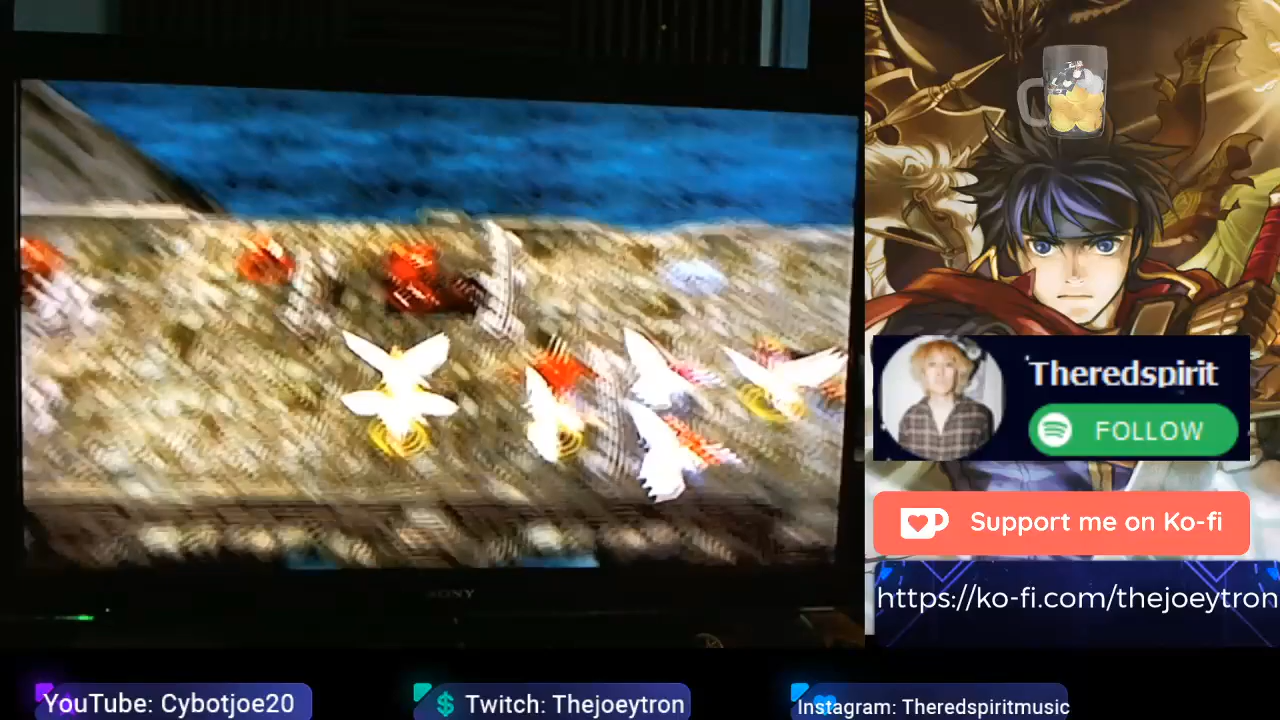 Theredspirit
FOLLOW
Support me on Ko-fi
https://ko-fi.com/thejoeytron
SONY
YouTube: Cybotjoe20
Twitch: Thejoeytron
Instagram: Theredspiritmusic